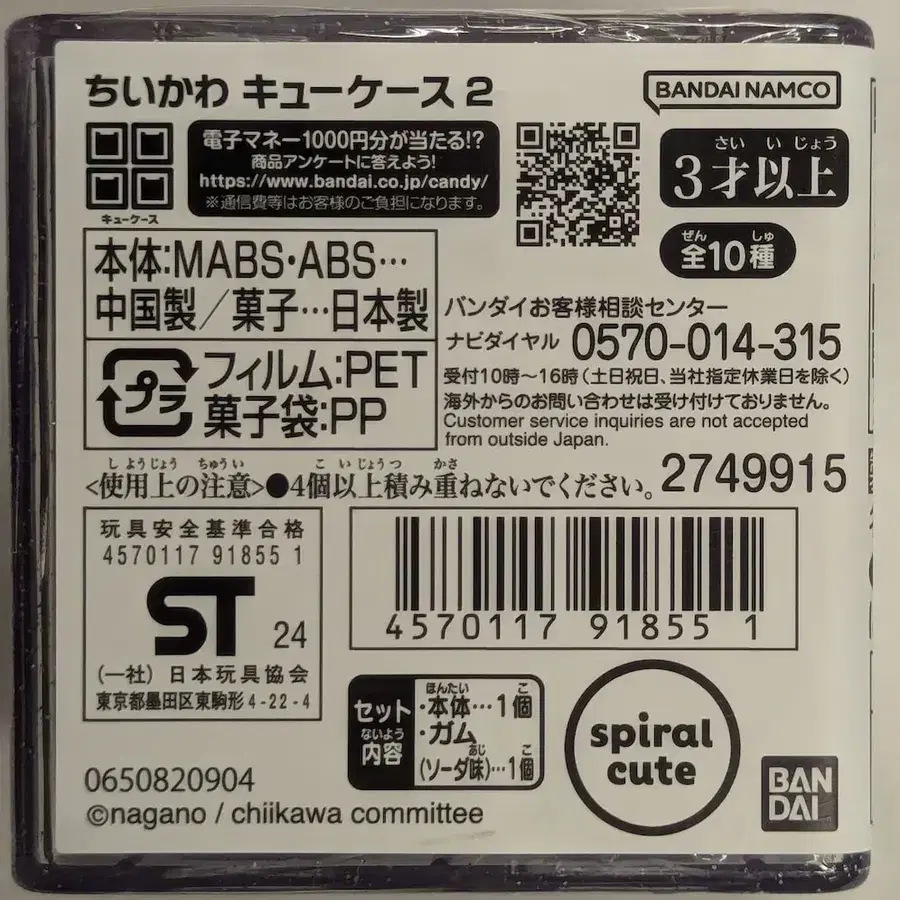 ちいかわ キューケース2
BANDAI NAMCO
キューケース
電子マネー1000円分が当たる!?
商品アンケートに答えよう!
https://www.bandai.co.jp/candy/
※通信費等はお客様のご負担になります。
さい い じょう
3才以上
ぜん しゅ
全10種
本体:MABS・ABS…
中国製/菓子…日本製
プラ
フィルム:PET
菓子袋:PP
バンダイお客様相談センター
ナビダイヤル 0570-014-315
受付10時〜16時(土日祝日、当社指定休業日を除く)
海外からのお問い合わせは受け付けておりません。
Customer service inquiries are not accepted
from outside Japan.
しようじょう ちゅうい こ いじょうつ かさ
<使用上の注意>●4個以上積み重ねないでください。
2749915
玩具安全基準合格
4570117 91855 1
ST 24
(一社)日本玩具協会
東京都墨田区東駒形4-22-4
4570117 91855 1
セット
ないよう
内容
ほんたい こ
・本体…1個
・ガム
あじ こ
(ソーダ味)…1個
spiral
cute
BAN
DAI
0650820904
©nagano / chiikawa committee